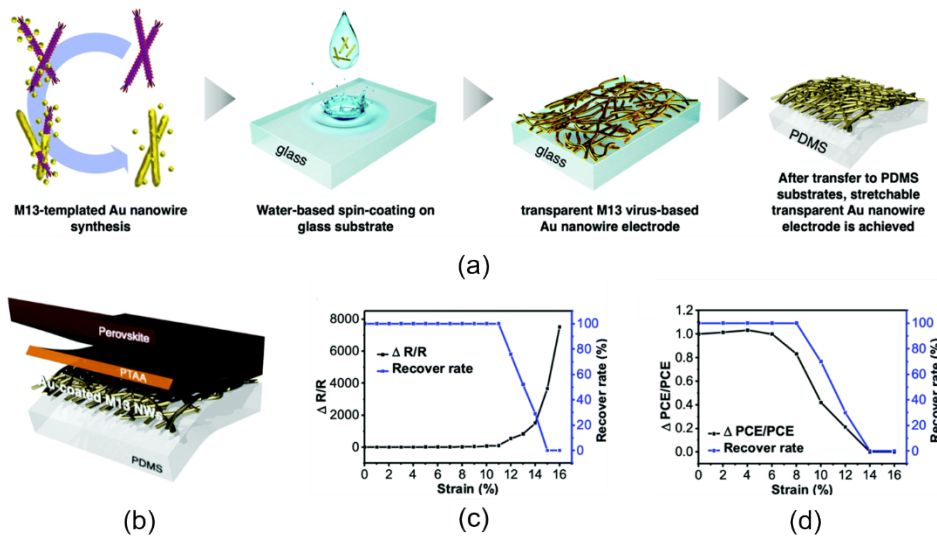 glass
glass
PDMS
M13-templated Au nanowire
synthesis
Water-based spin-coating on
glass substrate
transparent M13 virus-based
Au nanowire electrode
After transfer to PDMS
substrates, stretchable
transparent Au nanowire
electrode is achieved
(a)
Perovskite
PTAA
Au-coated M13 NWs
PDMS
(b)
8000
6000
4000
2000
0
Δ R/R
Δ R/R
Recover rate
100
80
60
40
20
0
Recover rate (%)
0 2 4 6 8 10 12 14 16
Strain (%)
(c)
1.2
1.0
0.8
0.6
0.4
0.2
0.0
Δ PCE/PCE
Δ PCE/PCE
Recover rate
100
80
60
40
20
0
Recover rate (%)
0 2 4 6 8 10 12 14 16
Strain (%)
(d)